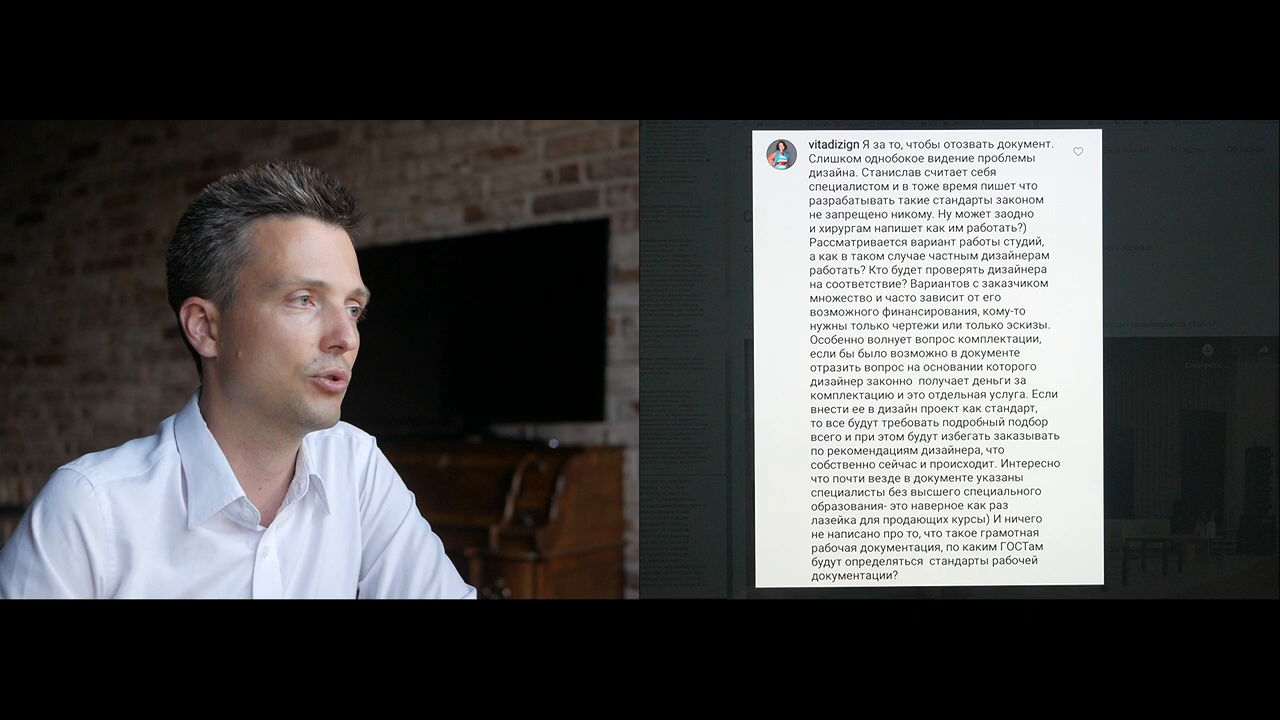 vitadizign Я за то, чтобы отозвать документ.
Слишком однобокое видение проблемы
дизайна. Станислав считает себя
специалистом и в тоже время пишет что
разрабатывать такие стандарты законом
не запрещено никому. Ну может заодно
и хирургам напишет как им работать?)
Рассматривается вариант работы студий,
а как в таком случае частным дизайнерам
работать? Кто будет проверять дизайнера
на соответствие? Вариантов с заказчиком
множество и часто зависит от его
возможного финансирования, кому-то
нужны только чертежи или только эскизы.
Особенно волнует вопрос комплектации,
если бы было возможно в документе
отразить вопрос на основании которого
дизайнер законно получает деньги за
комплектацию и это отдельная услуга. Если
внести ее в дизайн проект как стандарт,
то все будут требовать подробный подбор
всего и при этом будут избегать заказывать
по рекомендациям дизайнера, что
собственно сейчас и происходит. Интересно
что почти везде в документе указаны
специалисты без высшего специального
образования- это наверное как раз
лазейка для продающих курсы) И ничего
не написано про то, что такое грамотная
рабочая документация, по каким ГОСТам
будут определяться стандарты рабочей
документации?